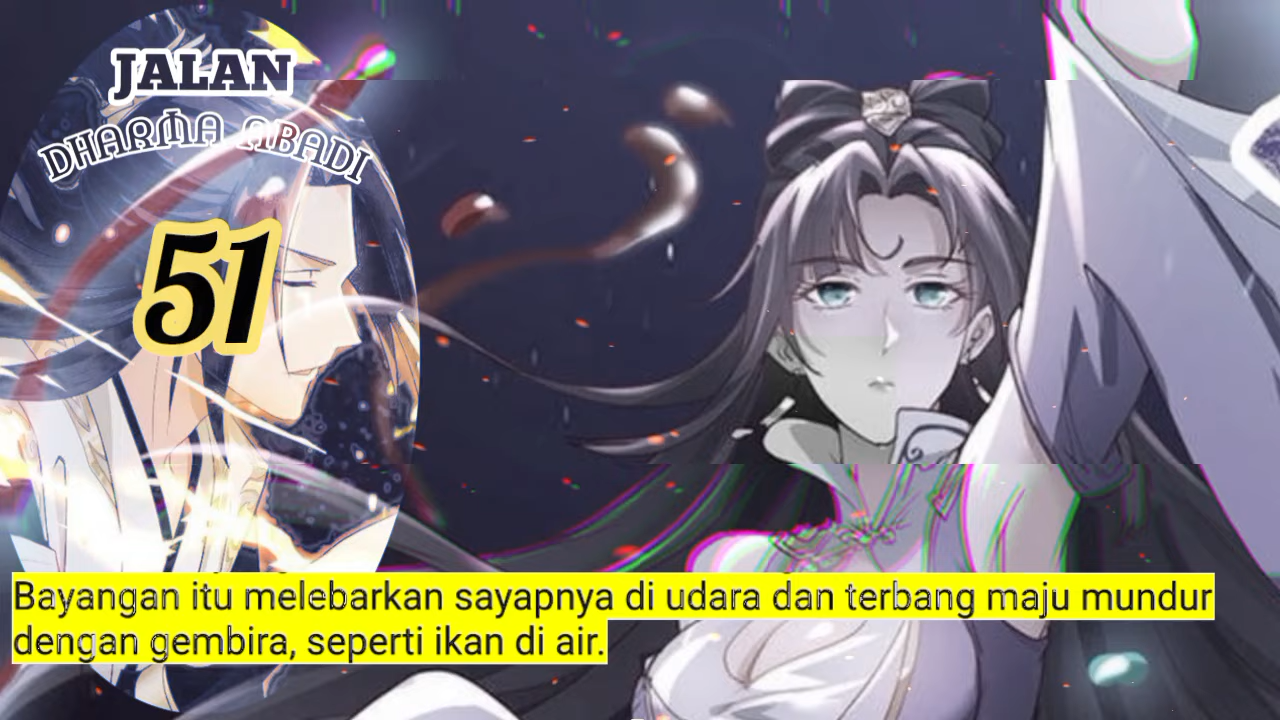 JALAN
DHARMA ABADI
51
Bayangan itu melebarkan sayapnya di udara dan terbang maju mundur
dengan gembira, seperti ikan di air.